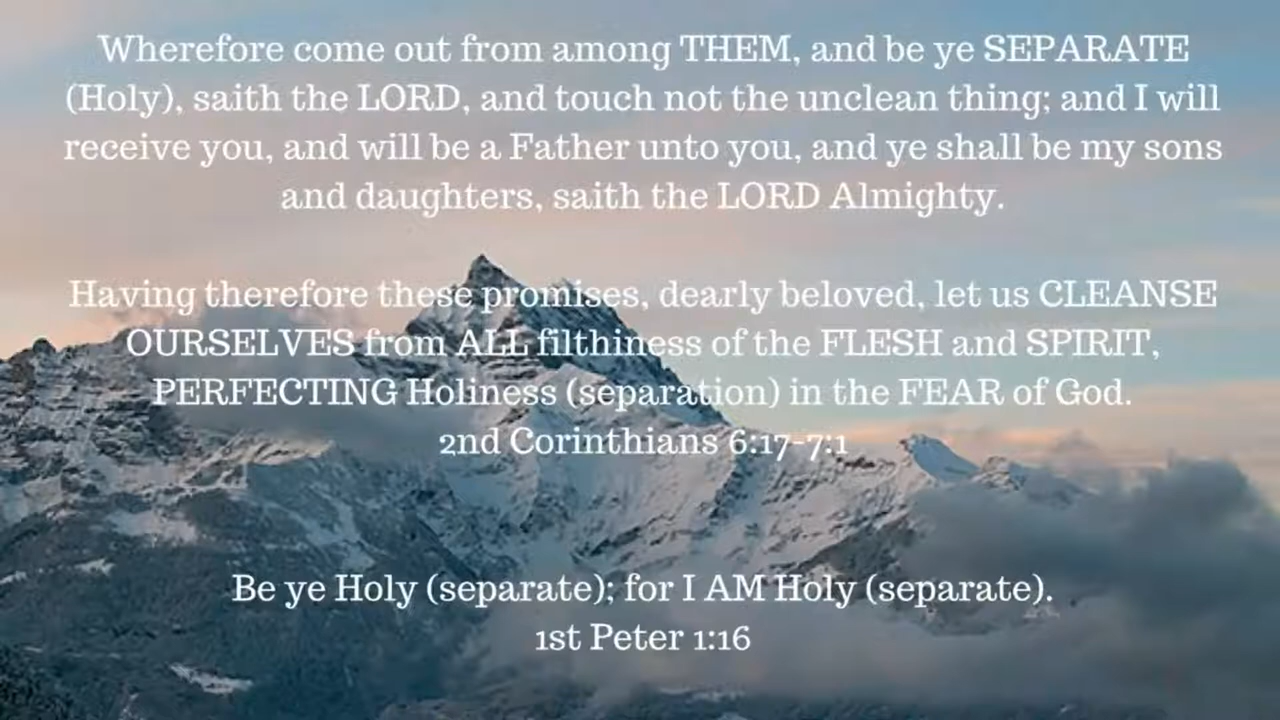 Wherefore come out from among THEM, and be ye SEPARATE
(Holy), saith the LORD, and touch not the unclean thing; and I will
receive you, and will be a Father unto you, and ye shall be my sons
and daughters, saith the LORD Almighty.
Having therefore these promises, dearly beloved, let us CLEANSE
OURSELVES from ALL filthiness of the FLESH and SPIRIT,
PERFECTING Holiness (separation) in the FEAR of God.
2nd Corinthians 6:17-7:1
Be ye Holy (separate); for I AM Holy (separate).
1st Peter 1:16